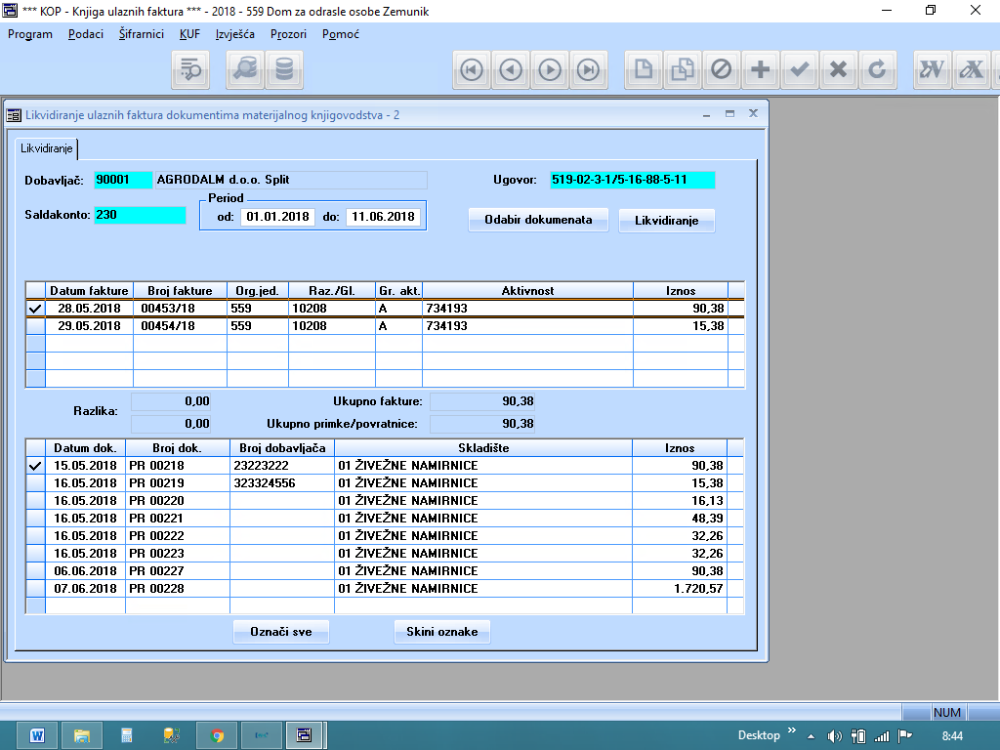 *** KOP - Knjiga ulaznih faktura *** - 2018 - 559 Dom za odrasle osobe Zemunik
Program Podaci Šifrarnici KUF Izvješća Prozori Pomoć
Likvidiranje ulaznih faktura dokumentima materijalnog knjigovodstva - 2
Likvidiranje
Dobavljač: 90001 AGRODALM d.o.o. Split Ugovor: 519-02-3-1/5-16-88-5-11
Period
Saldakonto: 230 od: 01.01.2018 do: 11.06.2018 Odabir dokumenata Likvidiranje
Datum fakture Broj fakture Org.jed. Raz./Gl. Gr. akt. Aktivnost Iznos
28.05.2018 00453/18 559 10208 A 734193 90,38
29.05.2018 00454/18 559 10208 A 734193 15,38
Razlika: 0,00 Ukupno fakture: 90,38
0,00 Ukupno primke/povratnice: 90,38
Datum dok. Broj dok. Broj dobavljača Skladište Iznos
15.05.2018 PR 00218 23223222 01 ŽIVEŽNE NAMIRNICE 90,38
16.05.2018 PR 00219 323324556 01 ŽIVEŽNE NAMIRNICE 15,38
16.05.2018 PR 00220 01 ŽIVEŽNE NAMIRNICE 16,13
16.05.2018 PR 00221 01 ŽIVEŽNE NAMIRNICE 48,39
16.05.2018 PR 00222 01 ŽIVEŽNE NAMIRNICE 32,26
16.05.2018 PR 00223 01 ŽIVEŽNE NAMIRNICE 32,26
06.06.2018 PR 00227 01 ŽIVEŽNE NAMIRNICE 90,38
07.06.2018 PR 00228 01 ŽIVEŽNE NAMIRNICE 1.720,57
Označi sve Skini oznake
NUM
Desktop 8:44